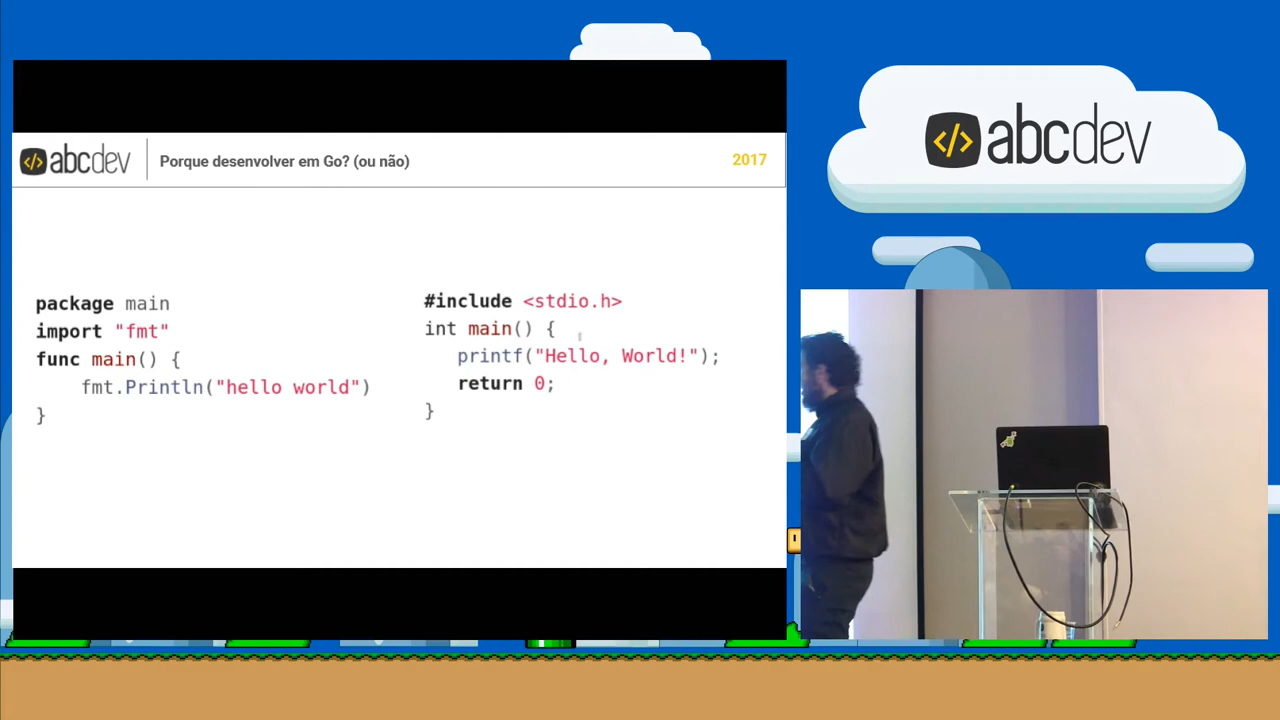 </> abcdev
Porque desenvolver em Go? (ou não)
2017
package main
import "fmt"
func main() {
    fmt.Println("hello world")
}
#include <stdio.h>
int main() {
   printf("Hello, World!");
   return 0;
}
</> abcdev